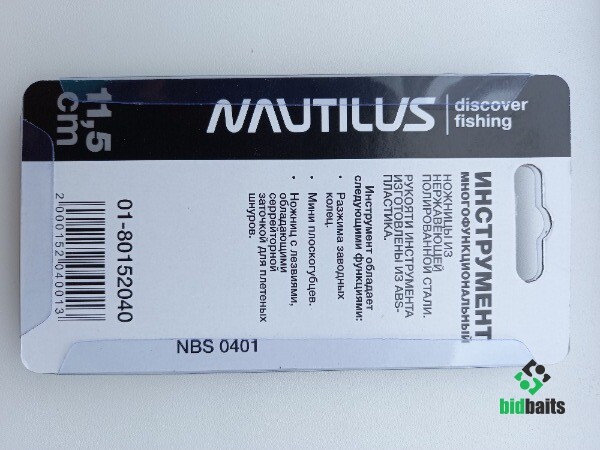 NAUTILUS
discover
fishing
11,5
cm
ИНСТРУМЕНТ
МНОГОФУНКЦИОНАЛЬНЫЙ
НОЖНИЦЫ ИЗ
НЕРЖАВЕЮЩЕЙ
ПОЛИРОВАННОЙ СТАЛИ.
РУКОЯТИ ИНСТРУМЕНТА
ИЗГОТОВЛЕНЫ ИЗ ABS-
ПЛАСТИКА.
Инструмент обладает
следующими функциями:
• Разжима заводных
колец.
• Мини плоскогубцев.
• Ножниц с лезвиями,
обладающими
серрейторной
заточкой для плетеных
шнуров.
01-80152040
2000152040013
NBS 0401
bidbaits